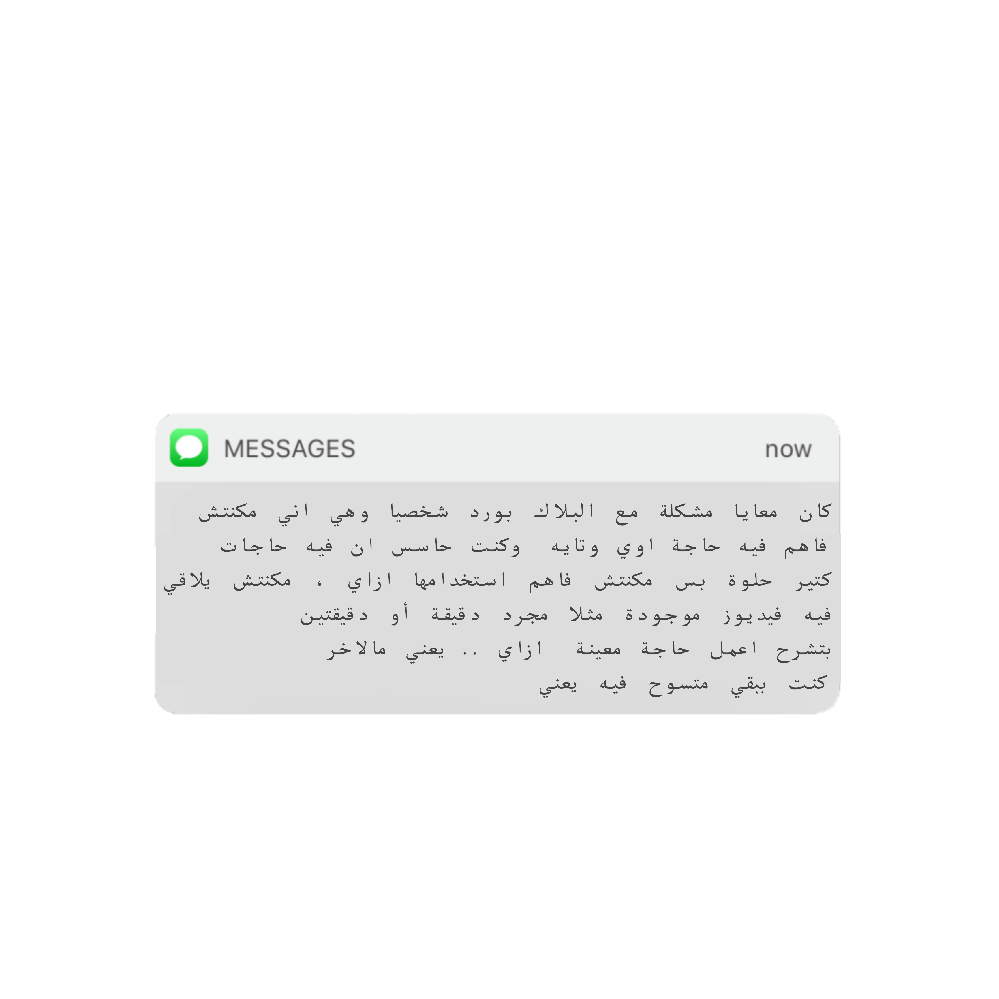 MESSAGES now
كان معايا مشكلة مع البلاك بورد شخصيا وهي اني مكنتش
فاهم فيه حاجة اوي وتايه وكنت حاسس ان فيه حاجات
كتير حلوة بس مكنتش فاهم استخدامها ازاي ، مكنتش يلاقي
فيه فيديوز موجودة مثلا مجرد دقيقة أو دقيقتين
بتشرح اعمل حاجة معينة ازاي .. يعني مالاخر
كنت ببقي متسوح فيه يعني